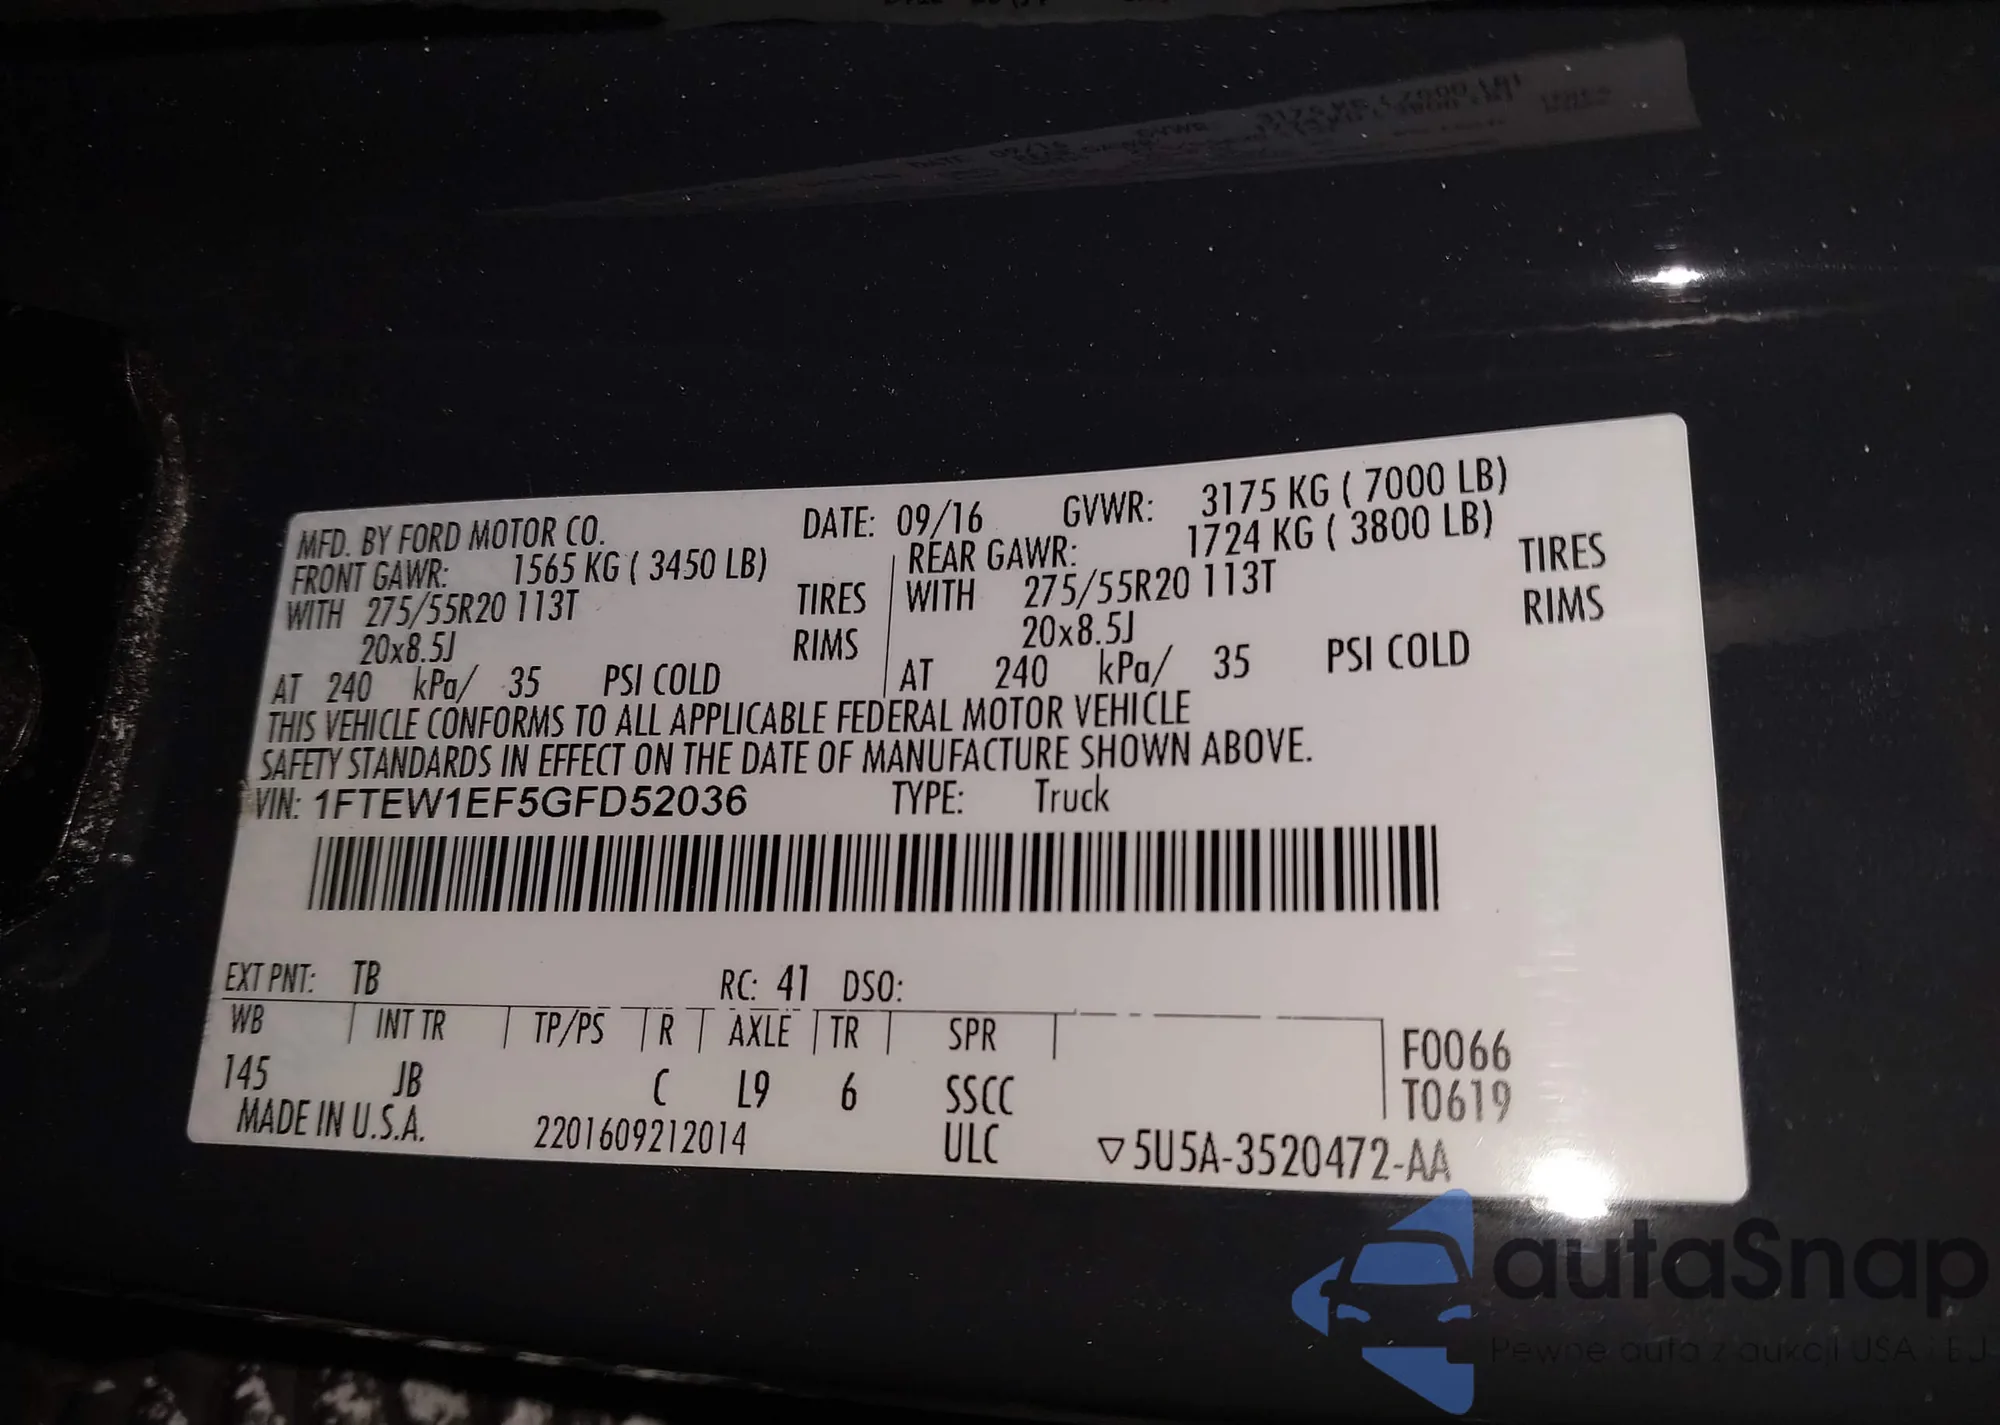 MFD. BY FORD MOTOR CO. DATE: 09/16 GVWR: 3175 KG ( 7000 LB)
FRONT GAWR: 1565 KG ( 3450 LB) REAR GAWR: 1724 KG ( 3800 LB)
WITH 275/55R20 113T TIRES WITH 275/55R20 113T TIRES
20x8.5J RIMS 20x8.5J RIMS
AT 240 kPa/ 35 PSI COLD AT 240 kPa/ 35 PSI COLD
THIS VEHICLE CONFORMS TO ALL APPLICABLE FEDERAL MOTOR VEHICLE
SAFETY STANDARDS IN EFFECT ON THE DATE OF MANUFACTURE SHOWN ABOVE.
VIN: 1FTEW1EF5GFD52036 TYPE: Truck
EXT PNT: TB RC: 41 DSO:
WB INT TR TP/PS R AXLE TR SPR
145 JB C L9 6 SSCC F0066
T0619
MADE IN U.S.A. 2201609212014 ULC ▽5U5A-3520472-AA
autaSnap
Pewne auta z aukcji USA i EU